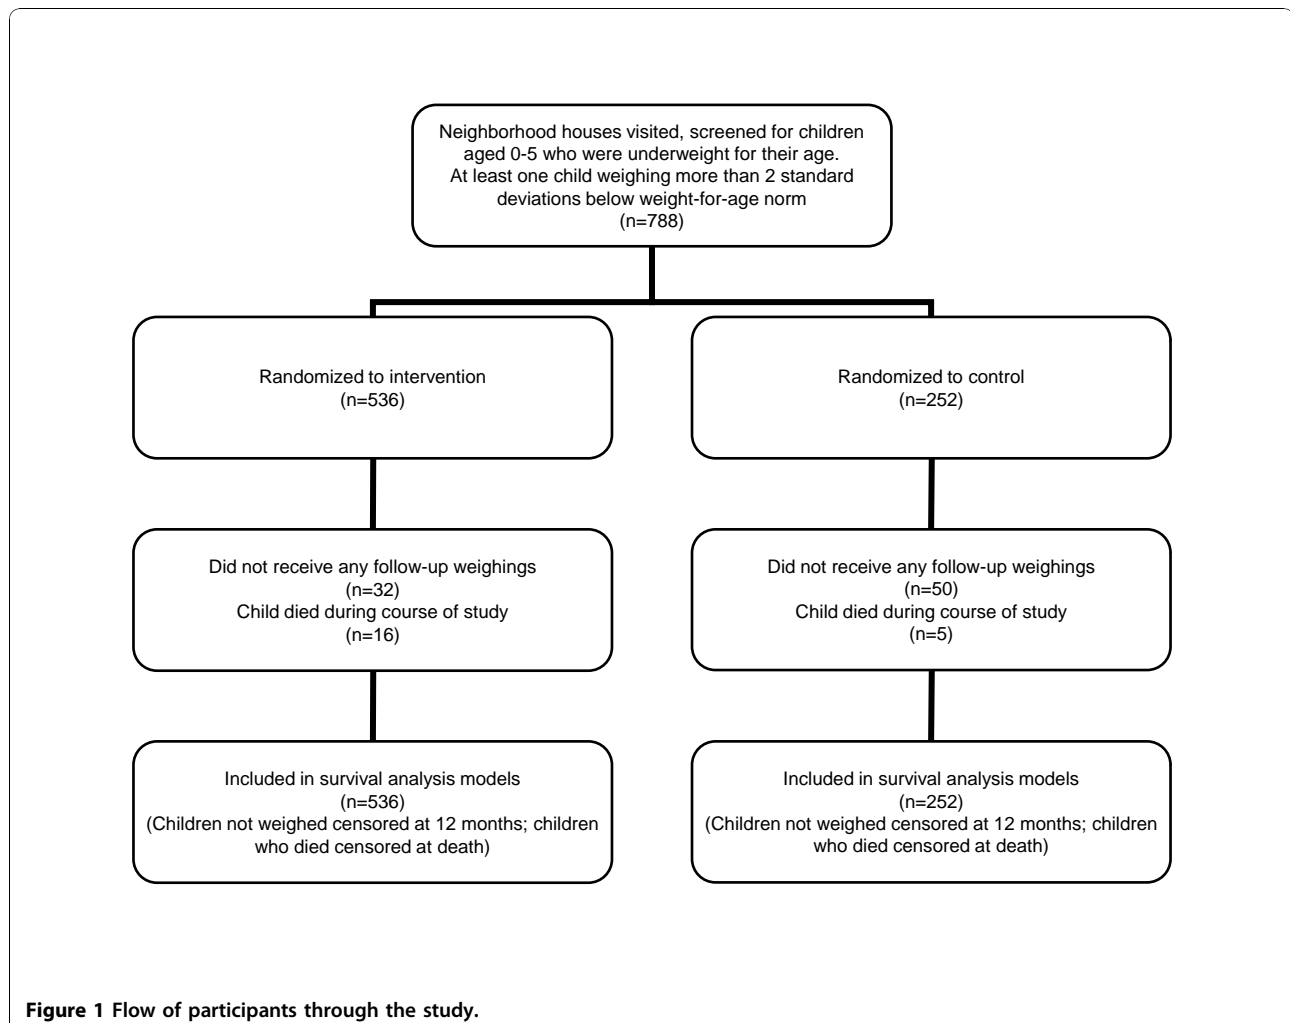 Neighborhood houses visited, screened for children
aged 0-5 who were underweight for their age.
At least one child weighing more than 2 standard
deviations below weight-for-age norm
(n=788)
Randomized to intervention
(n=536)
Randomized to control
(n=252)
Did not receive any follow-up weighings
(n=32)
Child died during course of study
(n=16)
Did not receive any follow-up weighings
(n=50)
Child died during course of study
(n=5)
Included in survival analysis models
(n=536)
(Children not weighed censored at 12 months; children
who died censored at death)
Included in survival analysis models
(n=252)
(Children not weighed censored at 12 months; children
who died censored at death)
Figure 1 Flow of participants through the study.